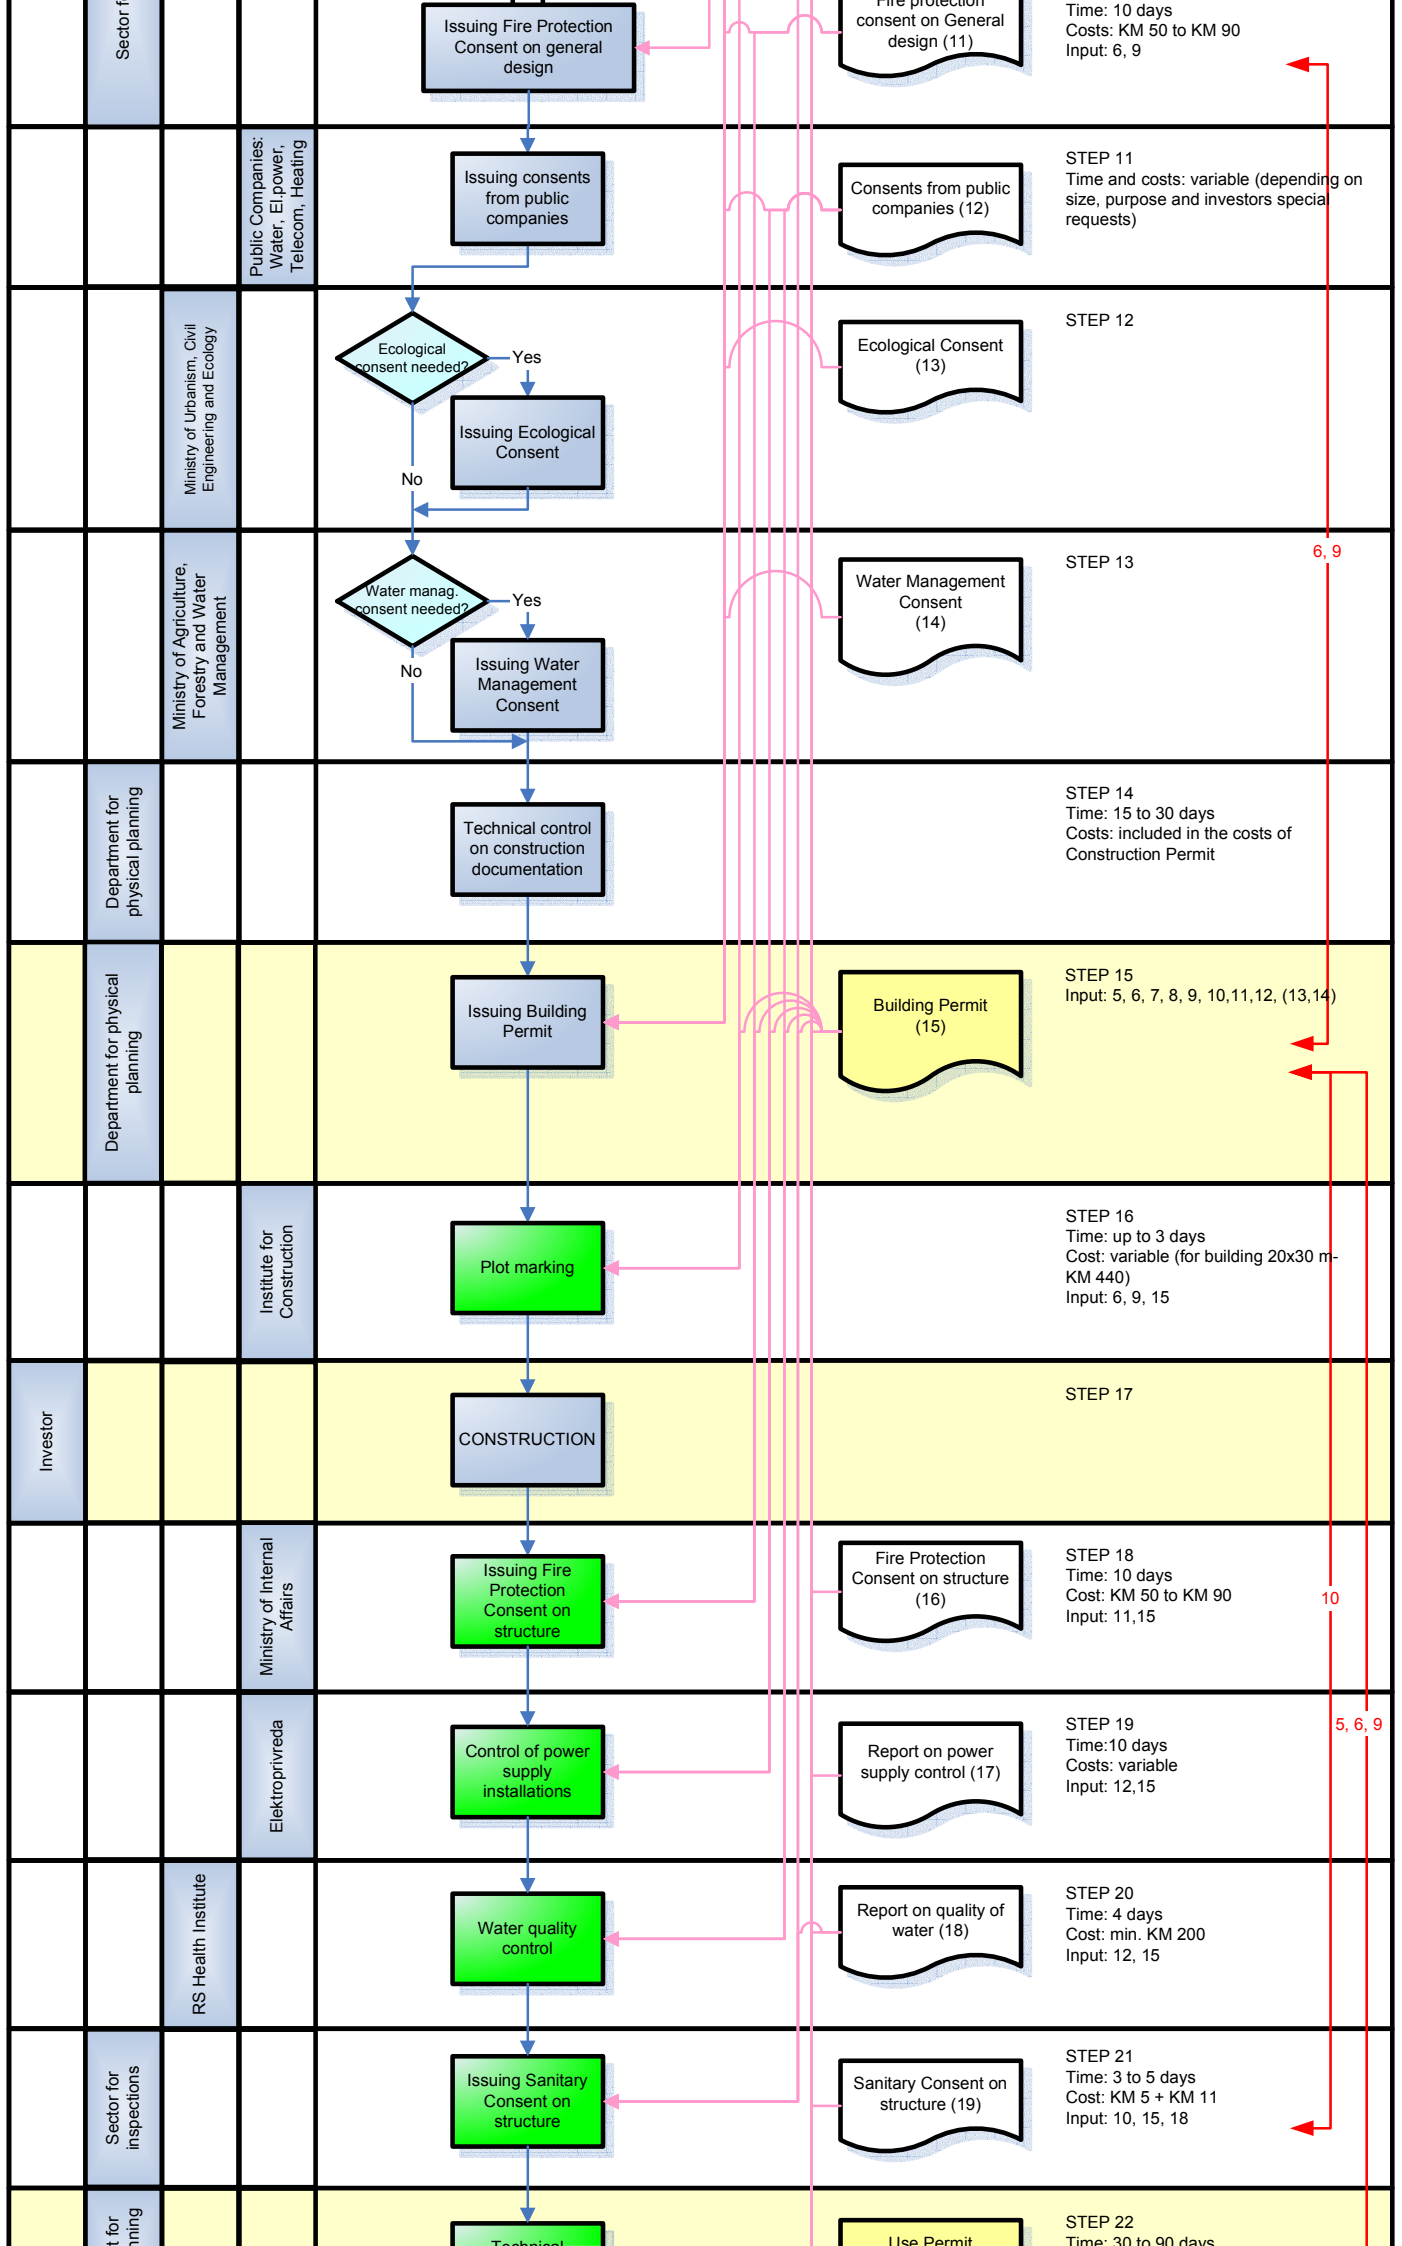 Sector f
Issuing Fire Protection
Consent on general
design
Fire protection
consent on General
design (11)
Time: 10 days
Costs: KM 50 to KM 90
Input: 6, 9
Public Companies:
Water, El.power,
Telecom, Heating
Issuing consents
from public
companies
Consents from public
companies (12)
STEP 11
Time and costs: variable (depending on
size, purpose and investors special
requests)
Ministry of Urbanism, Civil
Engineering and Ecology
Ecological
consent needed?
Yes
Issuing Ecological
Consent
No
Ecological Consent
(13)
STEP 12
6, 9
Ministry of Agriculture,
Forestry and Water
Management
Water manag.
consent needed?
Yes
Issuing Water
Management
Consent
No
Water Management
Consent
(14)
STEP 13
Department for
physical planning
Technical control
on construction
documentation
STEP 14
Time: 15 to 30 days
Costs: included in the costs of
Construction Permit
Department for physical
planning
Issuing Building
Permit
Building Permit
(15)
STEP 15
Input: 5, 6, 7, 8, 9, 10,11,12, (13,14)
Institute for
Construction
Plot marking
STEP 16
Time: up to 3 days
Cost: variable (for building 20x30 m-
KM 440)
Input: 6, 9, 15
Investor
CONSTRUCTION
STEP 17
Ministry of Internal
Affairs
Issuing Fire
Protection
Consent on
structure
Fire Protection
Consent on structure
(16)
STEP 18
Time: 10 days
Cost: KM 50 to KM 90
Input: 11,15
10
Elektroprivreda
Control of power
supply
installations
Report on power
supply control (17)
STEP 19
Time:10 days
Costs: variable
Input: 12,15
5, 6, 9
RS Health Institute
Water quality
control
Report on quality of
water (18)
STEP 20
Time: 4 days
Cost: min. KM 200
Input: 12, 15
Sector for
inspections
Issuing Sanitary
Consent on
structure
Sanitary Consent on
structure (19)
STEP 21
Time: 3 to 5 days
Cost: KM 5 + KM 11
Input: 10, 15, 18
t for
nning
Technical
Use Permit
STEP 22
Time: 30 to 90 days